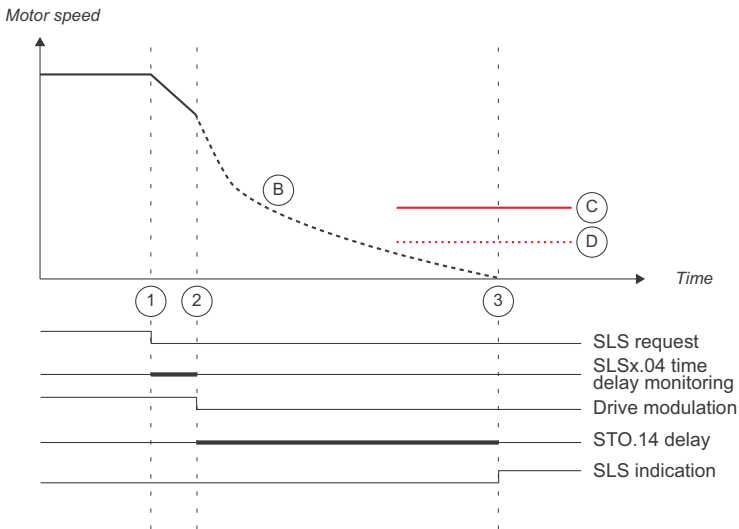 Motor speed
B
C
D
Time
1
2
3
SLS request
SLSx.04 time
delay monitoring
Drive modulation
STO.14 delay
SLS indication